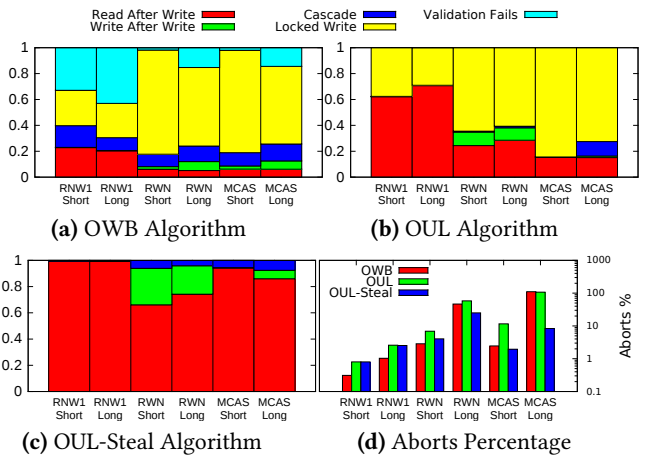 Read After Write Cascade Validation Fails
Write After Write Locked Write
1 1
0.8 0.8
0.6 0.6
0.4 0.4
0.2 0.2
0 0
RNW1 RNW1 RWN RWN MCAS MCAS RNW1 RNW1 RWN RWN MCAS MCAS
Short Long Short Long Short Long Short Long Short Long Short Long
(a) OWB Algorithm (b) OUL Algorithm
1 1000
OWB
0.8 OUL 100
OUL-Steal
0.6 10
0.4 1
0.2
0 0.1
Aborts %
RNW1 RNW1 RWN RWN MCAS MCAS RNW1 RNW1 RWN RWN MCAS MCAS
Short Long Short Long Short Long Short Long Short Long Short Long
(c) OUL-Steal Algorithm (d) Aborts Percentage